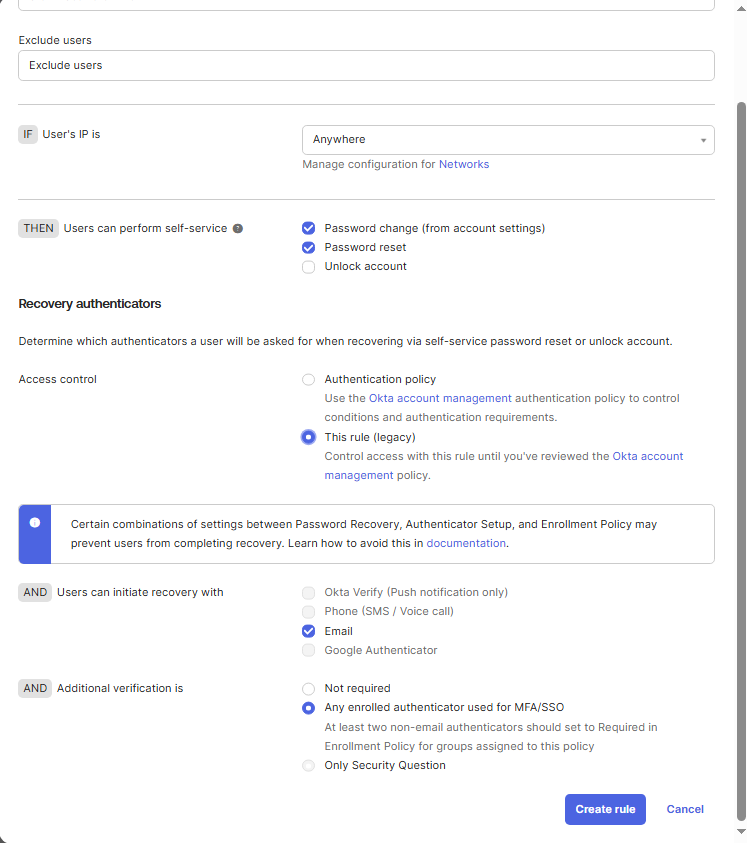 Exclude users
Exclude users
IF User's IP is
Anywhere
Manage configuration for Networks
THEN Users can perform self-service ?
Password change (from account settings)
Password reset
Unlock account
Recovery authenticators
Determine which authenticators a user will be asked for when recovering via self-service password reset or unlock account.
Access control
Authentication policy
Use the Okta account management authentication policy to control
conditions and authentication requirements.
This rule (legacy)
Control access with this rule until you've reviewed the Okta account
management policy.
Certain combinations of settings between Password Recovery, Authenticator Setup, and Enrollment Policy may
prevent users from completing recovery. Learn how to avoid this in documentation.
AND Users can initiate recovery with
Okta Verify (Push notification only)
Phone (SMS / Voice call)
Email
Google Authenticator
AND Additional verification is
Not required
Any enrolled authenticator used for MFA/SSO
At least two non-email authenticators should set to Required in
Enrollment Policy for groups assigned to this policy
Only Security Question
Create rule Cancel